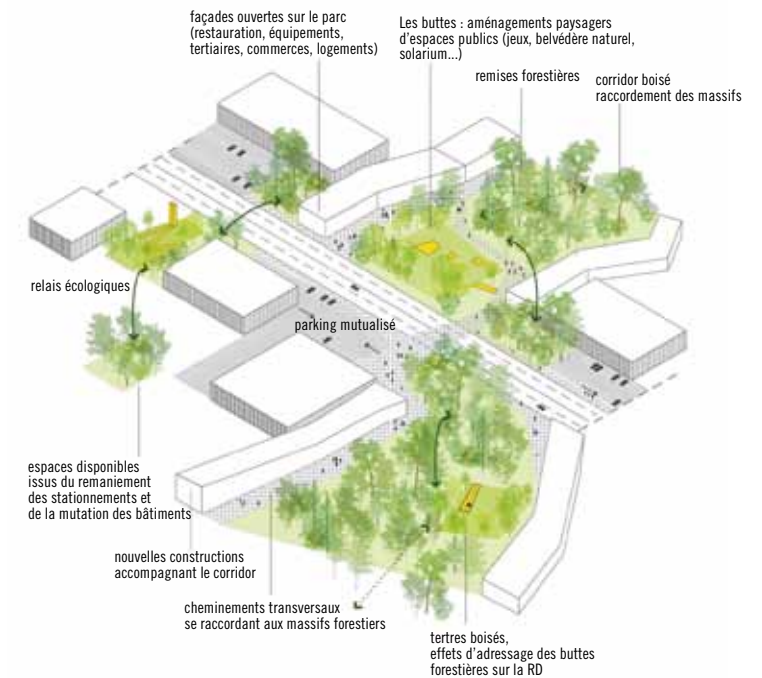 façades ouvertes sur le parc
(restauration, équipements,
tertiaires, commerces, logements)
Les buttes : aménagements paysagers
d'espaces publics (jeux, belvédère naturel,
solarium...)
remises forestières
corridor boisé
raccordement des massifs
relais écologiques
parking mutualisé
espaces disponibles
issus du remaniement
des stationnements et
de la mutation des bâtiments
nouvelles constructions
accompagnant le corridor
cheminements transversaux
se raccordant aux massifs forestiers
tertres boisés,
effets d'adressage des buttes
forestières sur la RD